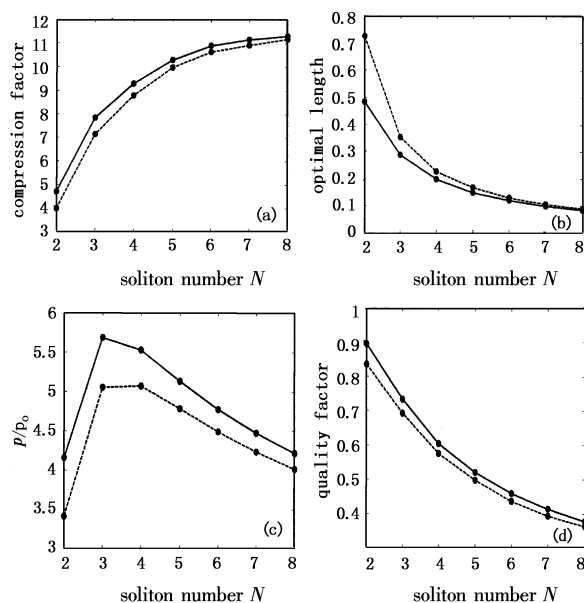 12
11
10
9
8
7
6
5
4
3
compression factor
(a)
2 3 4 5 6 7 8
soliton number N
0.8
0.7
0.6
0.5
0.4
0.3
0.2
0.1
0
optimal length
(b)
2 3 4 5 6 7 8
soliton number N
6
5.5
5
4.5
4
3.5
3
p/p₀
(c)
2 3 4 5 6 7 8
soliton number N
1
0.9
0.8
0.7
0.6
0.5
0.4
quality factor
(d)
2 3 4 5 6 7 8
soliton number N